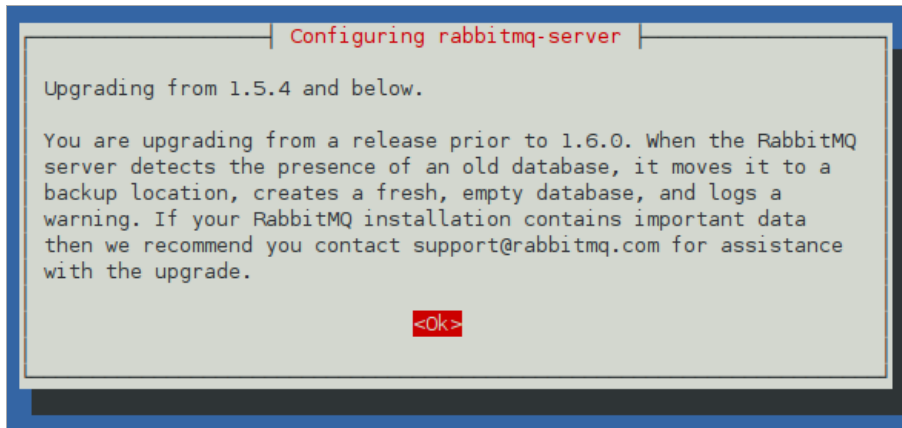 Configuring rabbitmq-server
Upgrading from 1.5.4 and below.
You are upgrading from a release prior to 1.6.0. When the RabbitMQ
server detects the presence of an old database, it moves it to a
backup location, creates a fresh, empty database, and logs a
warning. If your RabbitMQ installation contains important data
then we recommend you contact support@rabbitmq.com for assistance
with the upgrade.
<Ok>